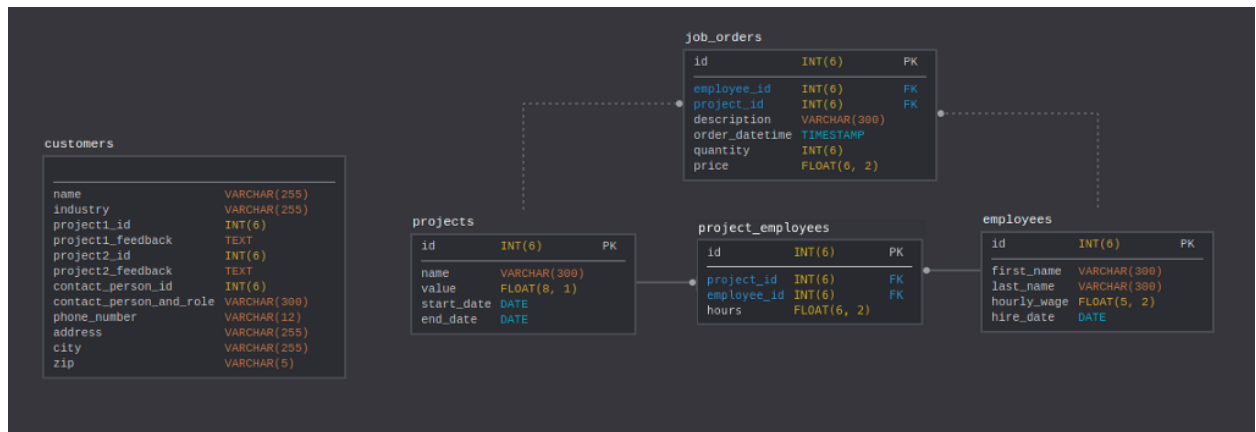 customers
name VARCHAR(255)
industry VARCHAR(255)
project1_id INT(6)
project1_feedback TEXT
project2_id INT(6)
project2_feedback TEXT
contact_person_id INT(6)
contact_person_and_role VARCHAR(300)
phone_number VARCHAR(12)
address VARCHAR(255)
city VARCHAR(255)
zip VARCHAR(5)
projects
id INT(6) PK
name VARCHAR(300)
value FLOAT(8, 1)
start_date DATE
end_date DATE
job_orders
id INT(6) PK
employee_id INT(6) FK
project_id INT(6) FK
description VARCHAR(300)
order_datetime TIMESTAMP
quantity INT(6)
price FLOAT(6, 2)
project_employees
id INT(6) PK
project_id INT(6) FK
employee_id INT(6) FK
hours FLOAT(6, 2)
employees
id INT(6) PK
first_name VARCHAR(300)
last_name VARCHAR(300)
hourly_wage FLOAT(5, 2)
hire_date DATE